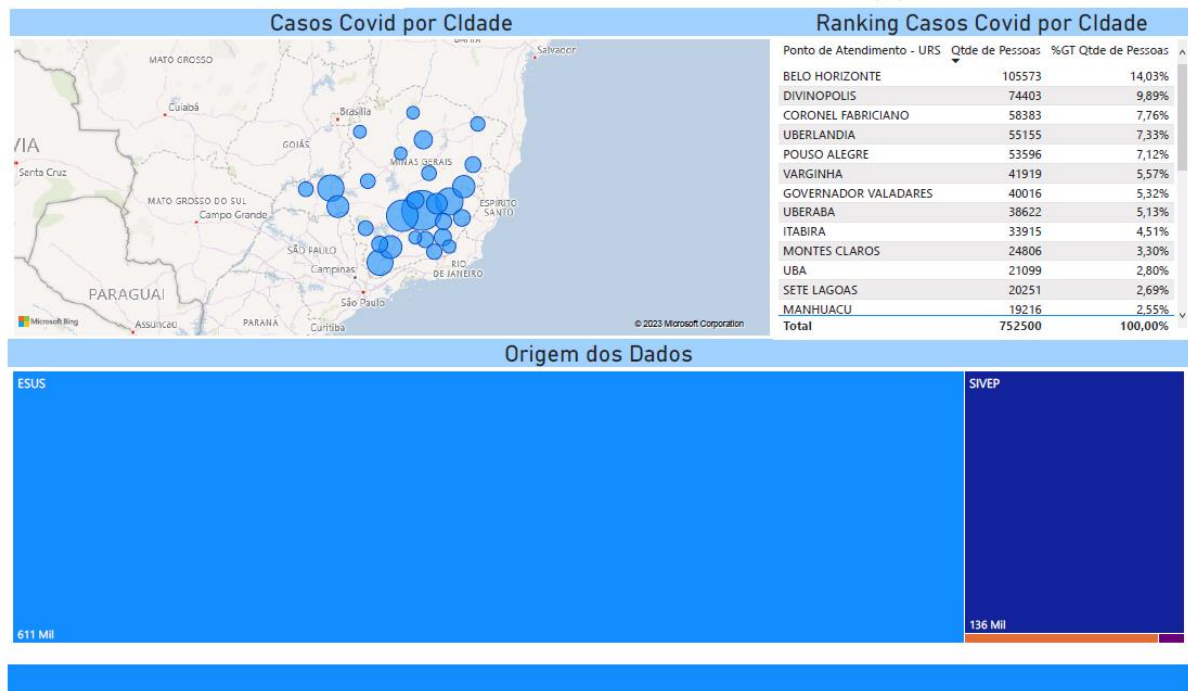 Casos Covid por CIdade
BAHIA
Salvador
MATO GROSSO
Cuiabá
Brasília
GOIÁS
VIA
Santa Cruz
MINAS GERAIS
MATO GROSSO DO SUL
Campo Grande
ESPIRITO
SANTO
SÃO PAULO
Campinas
RIO
DE JANEIRO
PARAGUAI
São Paulo
Microsoft Bing
Assuncao
PARANÁ
Curitiba
© 2023 Microsoft Corporation
Ranking Casos Covid por CIdade
Ponto de Atendimento - URS Qtde de Pessoas %GT Qtde de Pessoas
BELO HORIZONTE 105573 14,03%
DIVINOPOLIS 74403 9,89%
CORONEL FABRICIANO 58383 7,76%
UBERLANDIA 55155 7,33%
POUSO ALEGRE 53596 7,12%
VARGINHA 41919 5,57%
GOVERNADOR VALADARES 40016 5,32%
UBERABA 38622 5,13%
ITABIRA 33915 4,51%
MONTES CLAROS 24806 3,30%
UBA 21099 2,80%
SETE LAGOAS 20251 2,69%
MANHUACU 19216 2,55%
Total 752500 100,00%
Origem dos Dados
ESUS
611 Mil
SIVEP
136 Mil